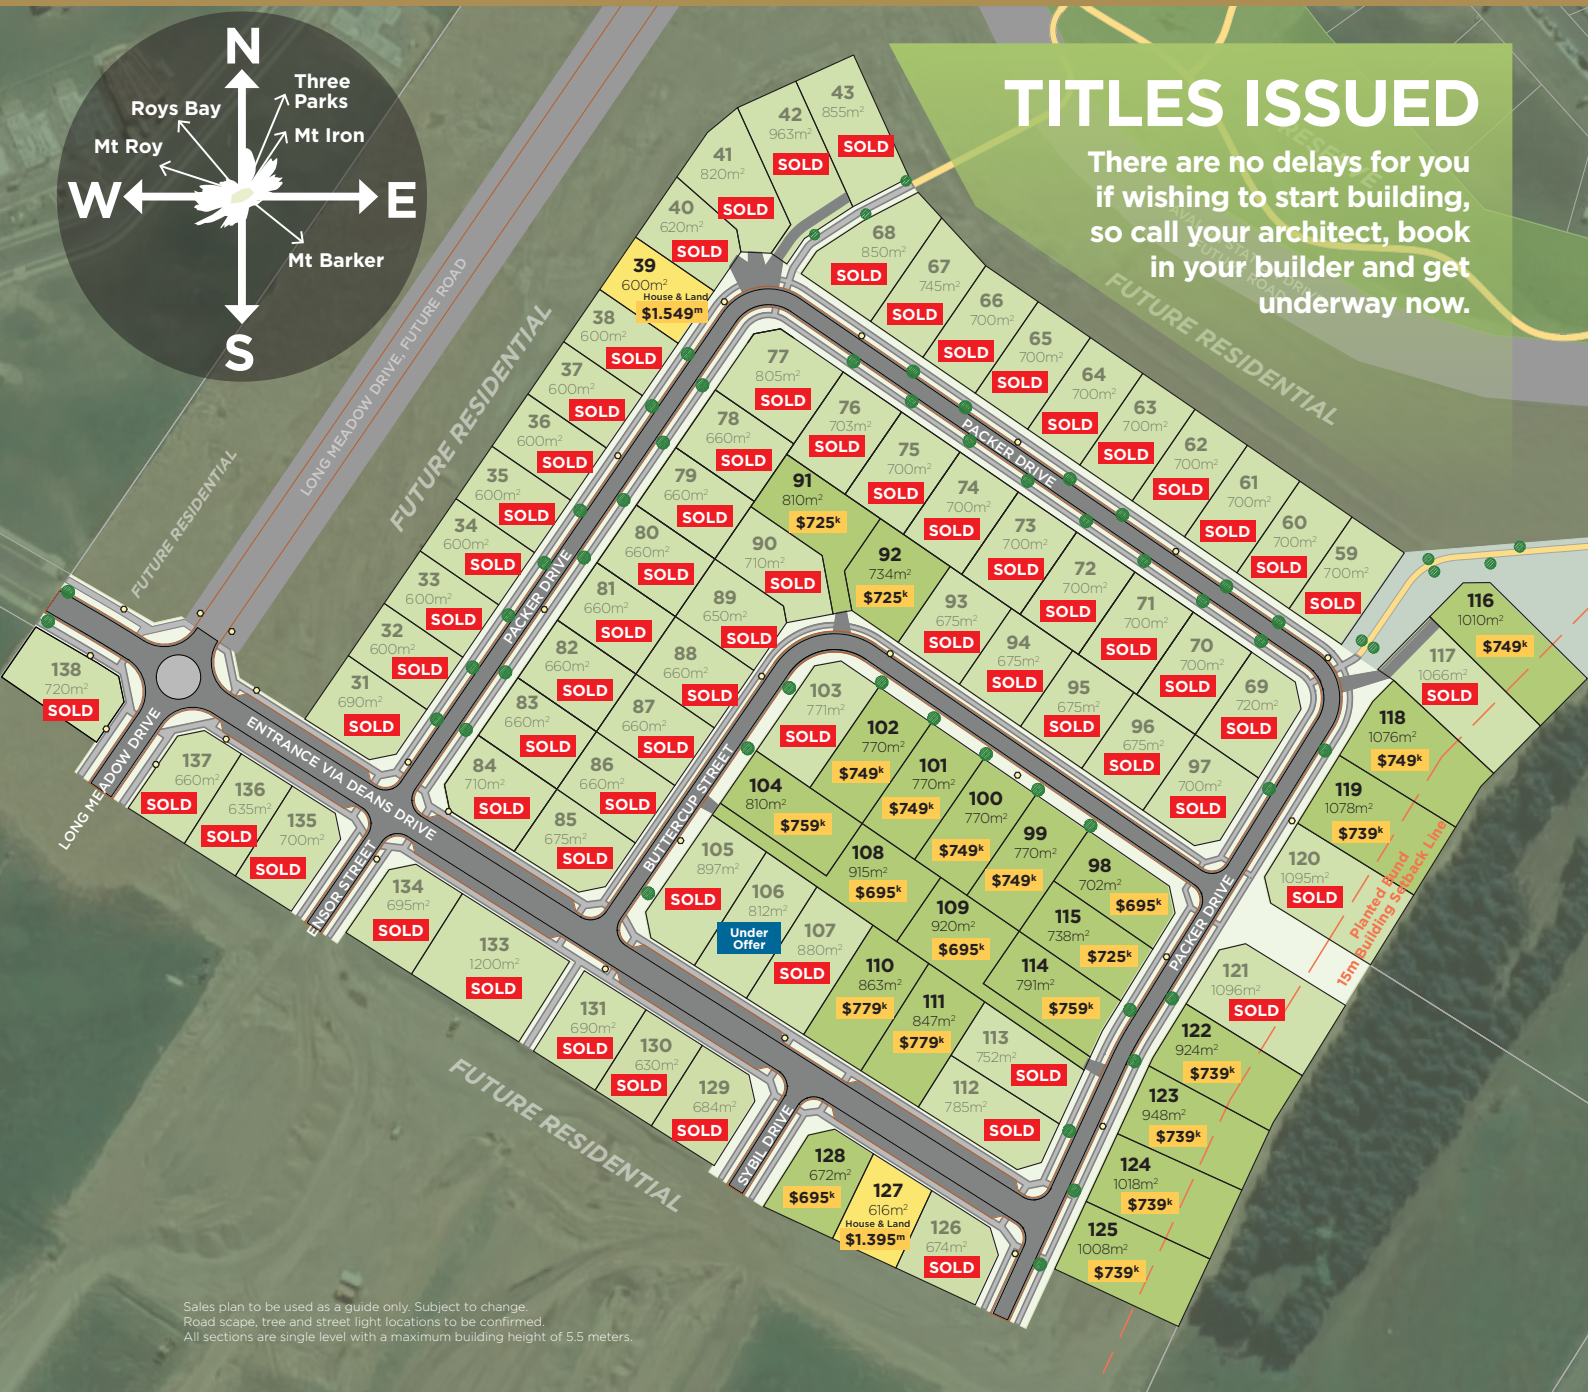 N
Three
Parks
Roys Bay
Mt Iron
Mt Roy
W
E
Mt Barker
S
TITLES ISSUED
There are no delays for you
if wishing to start building,
so call your architect, book
in your builder and get
underway now.
FUTURE RESIDENTIAL
LONG MEADOW DRIVE, FUTURE ROAD
FUTURE RESIDENTIAL
FUTURE RESIDENTIAL
FUTURE RESIDENTIAL
43
855m²
SOLD
42
963m²
SOLD
41
820m²
SOLD
40
620m²
SOLD
39
600m²
House & Land
$1.549ᵐ
38
600m²
SOLD
37
600m²
SOLD
36
600m²
SOLD
35
600m²
SOLD
34
600m²
SOLD
33
600m²
SOLD
32
600m²
SOLD
31
690m²
SOLD
68
850m²
SOLD
67
745m²
SOLD
66
700m²
SOLD
65
700m²
SOLD
64
700m²
SOLD
63
700m²
SOLD
62
700m²
SOLD
61
700m²
SOLD
60
700m²
SOLD
59
700m²
SOLD
PACKER DRIVE
PACKER DRIVE
77
805m²
SOLD
76
703m²
SOLD
75
700m²
SOLD
74
700m²
SOLD
73
700m²
SOLD
72
700m²
SOLD
71
700m²
SOLD
70
700m²
SOLD
69
720m²
SOLD
78
660m²
SOLD
79
660m²
SOLD
80
660m²
SOLD
81
660m²
SOLD
82
660m²
SOLD
83
660m²
SOLD
84
710m²
SOLD
85
675m²
SOLD
86
660m²
SOLD
87
660m²
SOLD
88
660m²
SOLD
89
650m²
SOLD
90
710m²
SOLD
91
810m²
$725ᵏ
92
734m²
$725ᵏ
93
675m²
SOLD
94
675m²
SOLD
95
675m²
SOLD
96
675m²
SOLD
97
700m²
SOLD
BUTTERCUP STREET
103
771m²
SOLD
102
770m²
$749ᵏ
101
770m²
$749ᵏ
100
770m²
$749ᵏ
99
770m²
$749ᵏ
98
702m²
$695ᵏ
104
810m²
$759ᵏ
105
897m²
SOLD
106
812m²
Under
Offer
107
880m²
SOLD
108
915m²
$695ᵏ
109
920m²
$695ᵏ
110
863m²
$779ᵏ
111
847m²
$779ᵏ
112
785m²
SOLD
113
752m²
SOLD
114
791m²
$759ᵏ
115
738m²
$725ᵏ
PACKER DRIVE
116
1010m²
$749ᵏ
117
1066m²
SOLD
118
1076m²
$749ᵏ
119
1078m²
$739ᵏ
120
1095m²
SOLD
Planted Bund
15m Building Setback Line
121
1096m²
SOLD
122
924m²
$739ᵏ
123
948m²
$739ᵏ
124
1018m²
$739ᵏ
125
1008m²
$739ᵏ
138
720m²
SOLD
LONG MEADOW DRIVE
ENTRANCE VIA DEANS DRIVE
137
660m²
SOLD
136
635m²
SOLD
135
700m²
SOLD
ENSOR STREET
134
695m²
SOLD
133
1200m²
SOLD
131
690m²
SOLD
130
630m²
SOLD
129
684m²
SOLD
SYBIL DRIVE
128
672m²
$695ᵏ
127
616m²
House & Land
$1.395ᵐ
126
674m²
SOLD
Sales plan to be used as a guide only. Subject to change.
Road scape, tree and street light locations to be confirmed.
All sections are single level with a maximum building height of 5.5 meters.